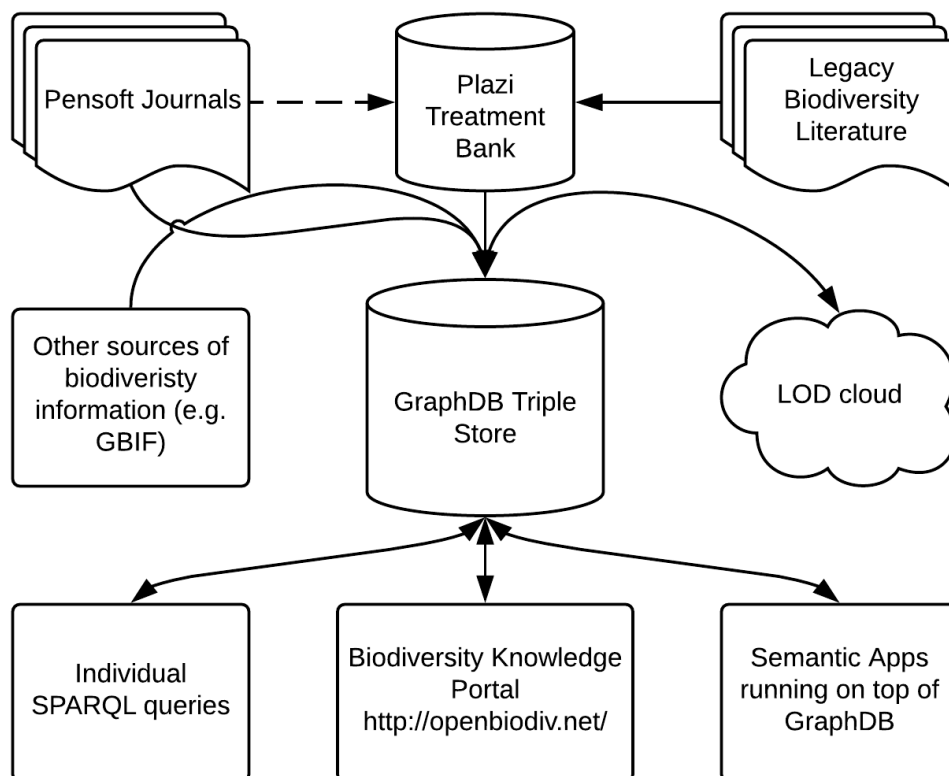 Pensoft Journals
Plazi
Treatment
Bank
Legacy
Biodiversity
Literature
Other sources of
biodiveristy
information (e.g.
GBIF)
GraphDB Triple
Store
LOD cloud
Individual
SPARQL queries
Biodiversity Knowledge
Portal
http://openbiodiv.net/
Semantic Apps
running on top of
GraphDB